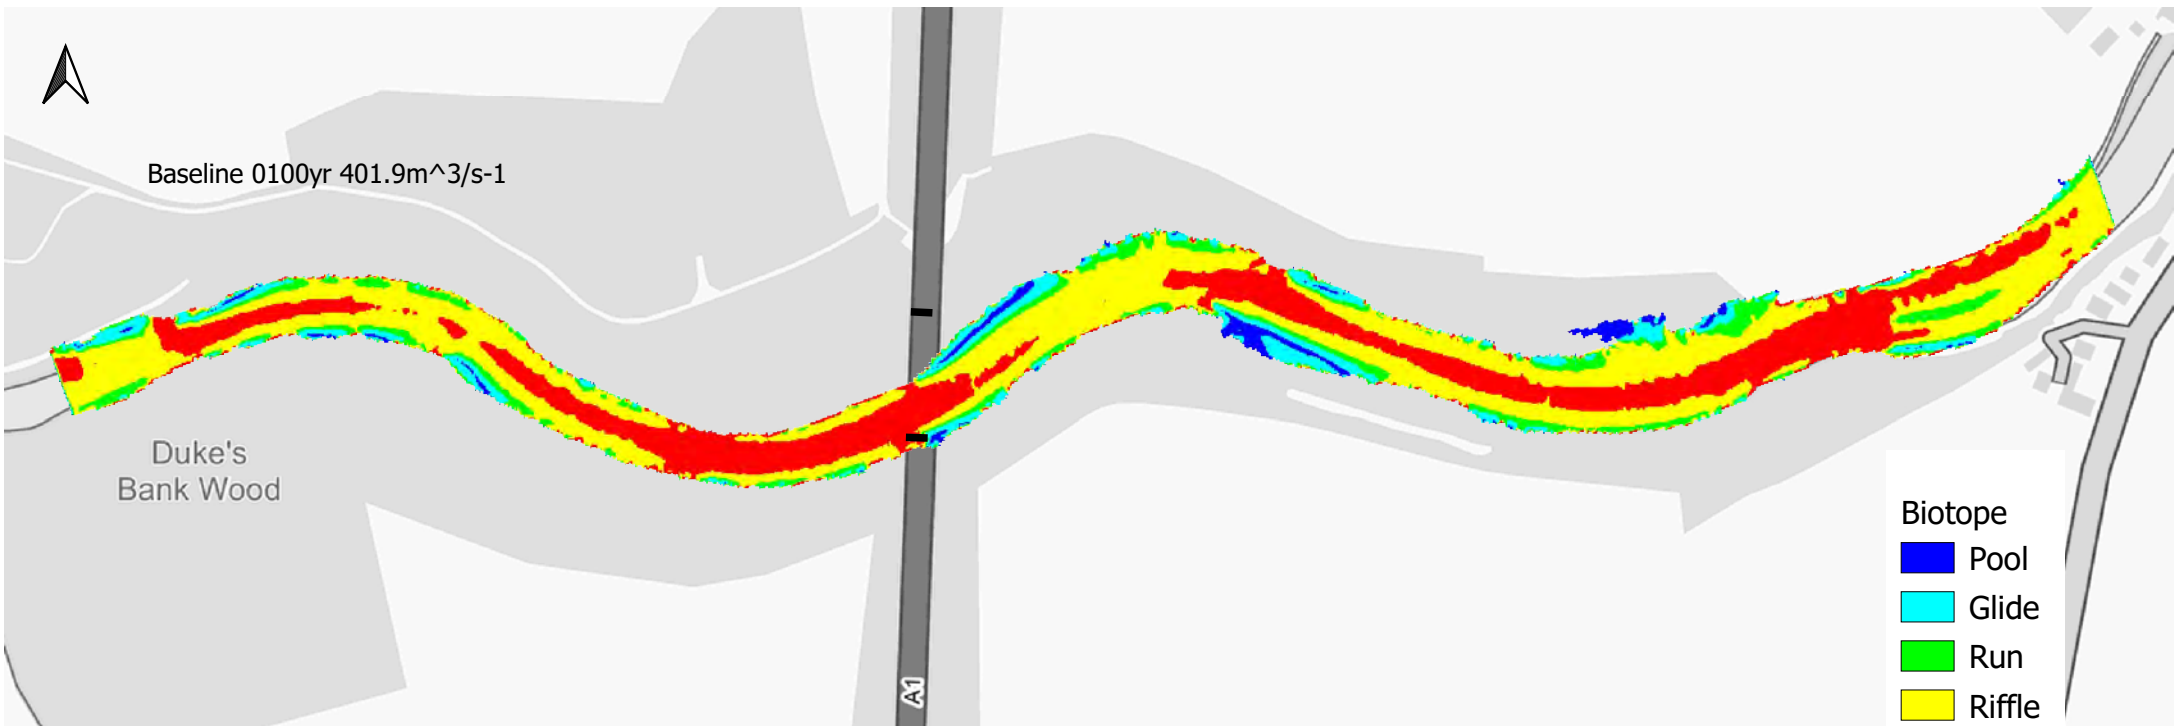 Baseline 0100yr 401.9m^3/s-1
Duke's
Bank Wood
A1
Biotope
Pool
Glide
Run
Riffle